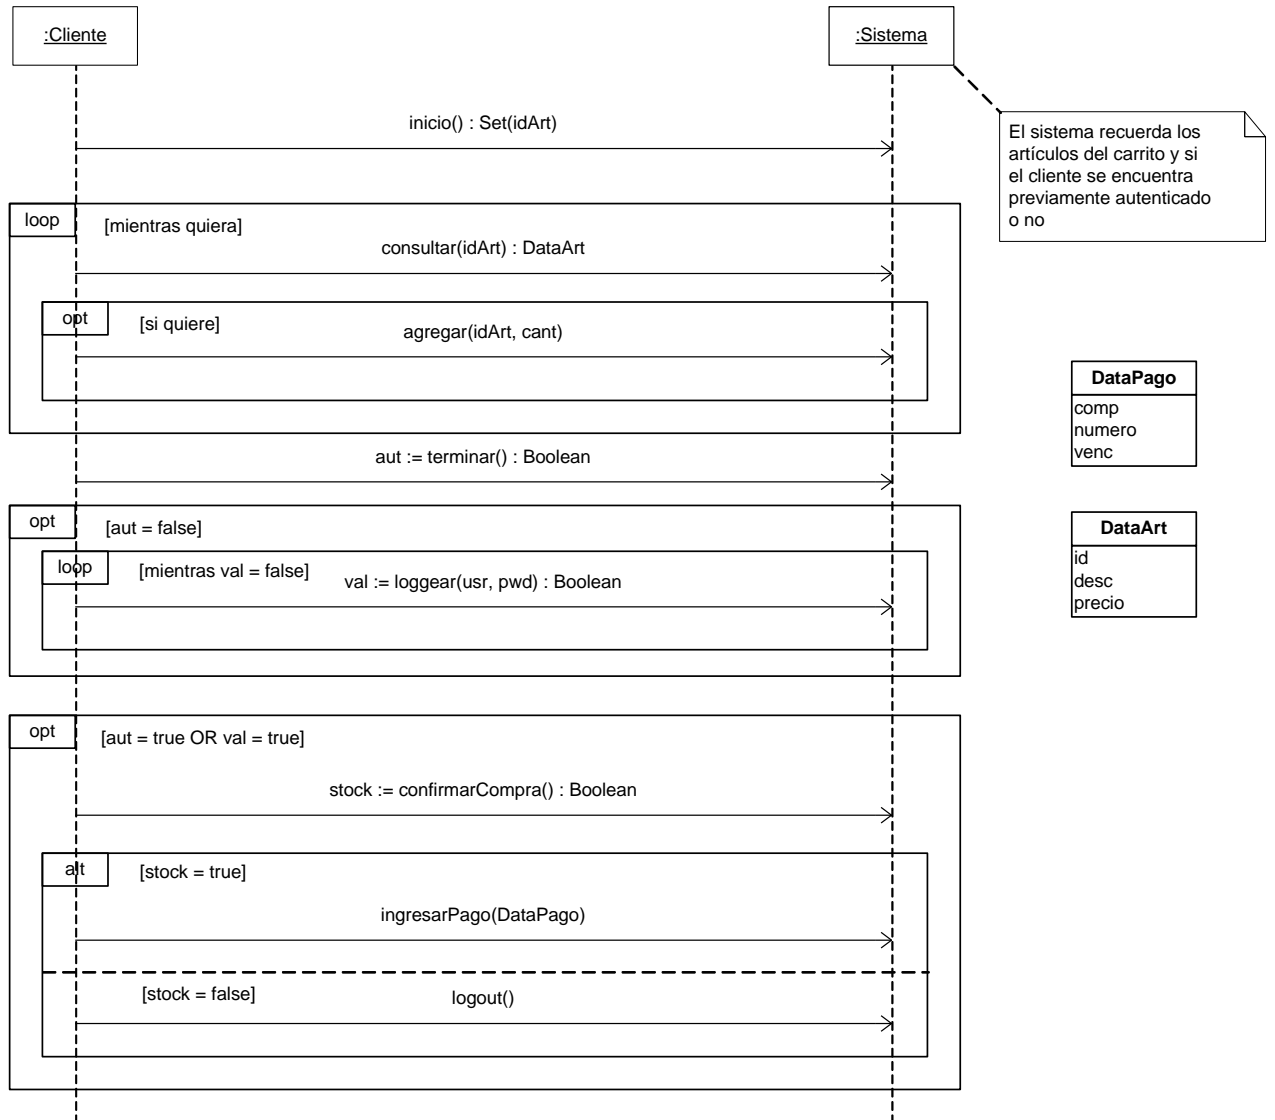 :Cliente
:Sistema
inicio() : Set(idArt)
El sistema recuerda los
artículos del carrito y si
el cliente se encuentra
previamente autenticado
o no
loop
[mientras quiera]
consultar(idArt) : DataArt
opt
[si quiere]
agregar(idArt, cant)
DataPago
comp
numero
venc
aut := terminar() : Boolean
opt
[aut = false]
loop
[mientras val = false]
val := loggear(usr, pwd) : Boolean
DataArt
id
desc
precio
opt
[aut = true OR val = true]
stock := confirmarCompra() : Boolean
alt
[stock = true]
ingresarPago(DataPago)
[stock = false]
logout()